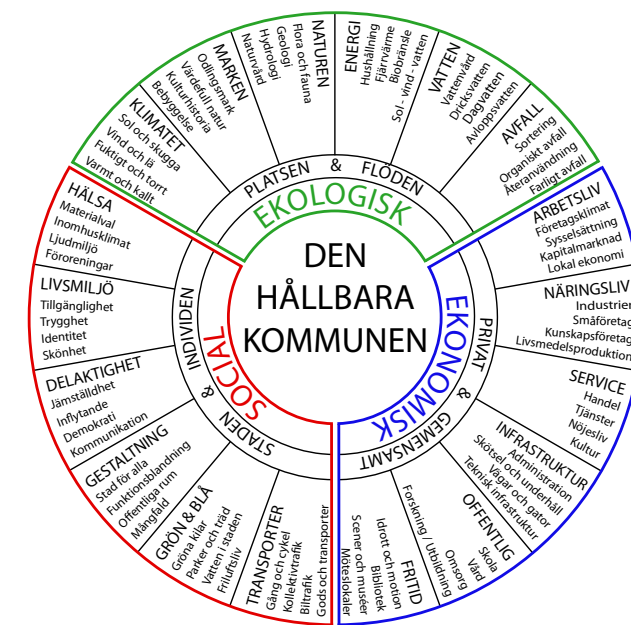 DEN
HÅLLBARA
KOMMUNEN
EKOLOGISK
PLATSEN & FLÖDEN
KLIMATET
Sol och skugga
Vind och lä
Fuktigt och torrt
Varmt och kallt
MARKEN
Odlingsmark
Värdefull natur
Kulturhistoria
Bebyggelse
NATUREN
Flora och fauna
Geologi
Hydrologi
Naturvård
ENERGI
Hushållning
Fjärrvärme
Biobränsle
Sol - vind - vatten
VATTEN
Vattenvård
Dricksvatten
Dagvatten
Avloppsvatten
AVFALL
Sortering
Organiskt avfall
Återanvändning
Farligt avfall
EKONOMISK
PRIVAT & GEMENSAMT
ARBETSLIV
Företagsklimat
Sysselsättning
Kapitalmarknad
Lokal ekonomi
NÄRINGSLIV
Industrier
Småföretag
Kunskapsföretag
Livsmedelsproduktion
SERVICE
Handel
Tjänster
Nöjesliv
Kultur
INFRASTRUKTUR
Administration
Skötsel och underhåll
Vägar och gator
Teknisk infrastruktur
OFFENTLIG
Skola
Vård
Omsorg
Forskning / Utbildning
FRITID
Idrott och motion
Bibliotek
Scener och muséer
Möteslokaler
SOCIAL
STADEN & INDIVIDEN
TRANSPORTER
Gång och cykel
Kollektivtrafik
Biltrafik
Gods och transporter
GRÖN & BLÅ
Gröna kilar
Parker och träd
Vatten i staden
Friluftsliv
GESTALTNING
Stad för alla
Funktionsblandning
Offentliga rum
Mångfald
DELAKTIGHET
Jämställdhet
Inflytande
Demokrati
Kommunikation
LIVSMILJÖ
Tillgänglighet
Trygghet
Identitet
Skönhet
HÄLSA
Materialval
Inomhusklimat
Ljudmiljö
Föroreningar